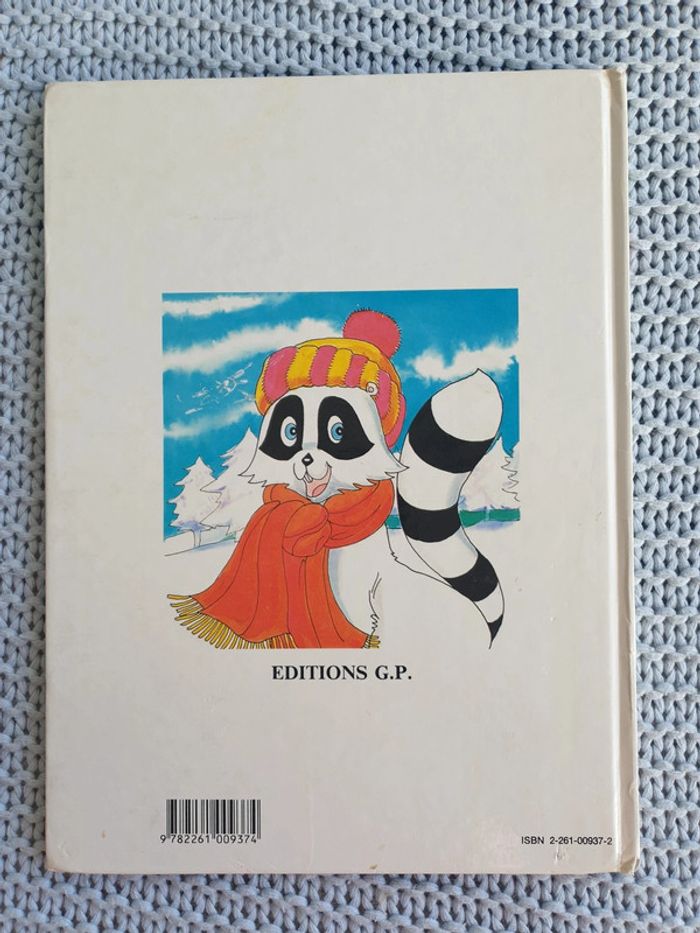 EDITIONS G.P.
9 782261 009374
ISBN 2-261-00937-2